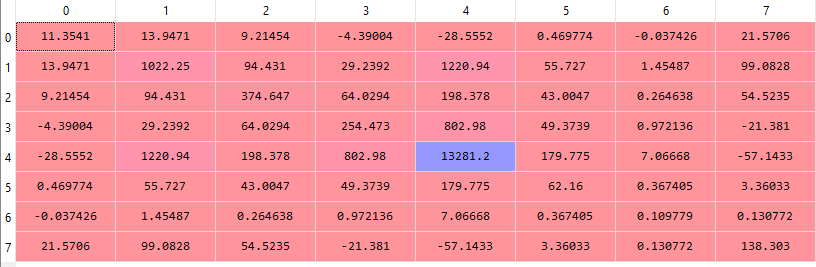 0 1 2 3 4 5 6 7
0 11.3541 13.9471 9.21454 -4.39004 -28.5552 0.469774 -0.037426 21.5706
1 13.9471 1022.25 94.431 29.2392 1220.94 55.727 1.45487 99.0828
2 9.21454 94.431 374.647 64.0294 198.378 43.0047 0.264638 54.5235
3 -4.39004 29.2392 64.0294 254.473 802.98 49.3739 0.972136 -21.381
4 -28.5552 1220.94 198.378 802.98 13281.2 179.775 7.06668 -57.1433
5 0.469774 55.727 43.0047 49.3739 179.775 62.16 0.367405 3.36033
6 -0.037426 1.45487 0.264638 0.972136 7.06668 0.367405 0.109779 0.130772
7 21.5706 99.0828 54.5235 -21.381 -57.1433 3.36033 0.130772 138.303